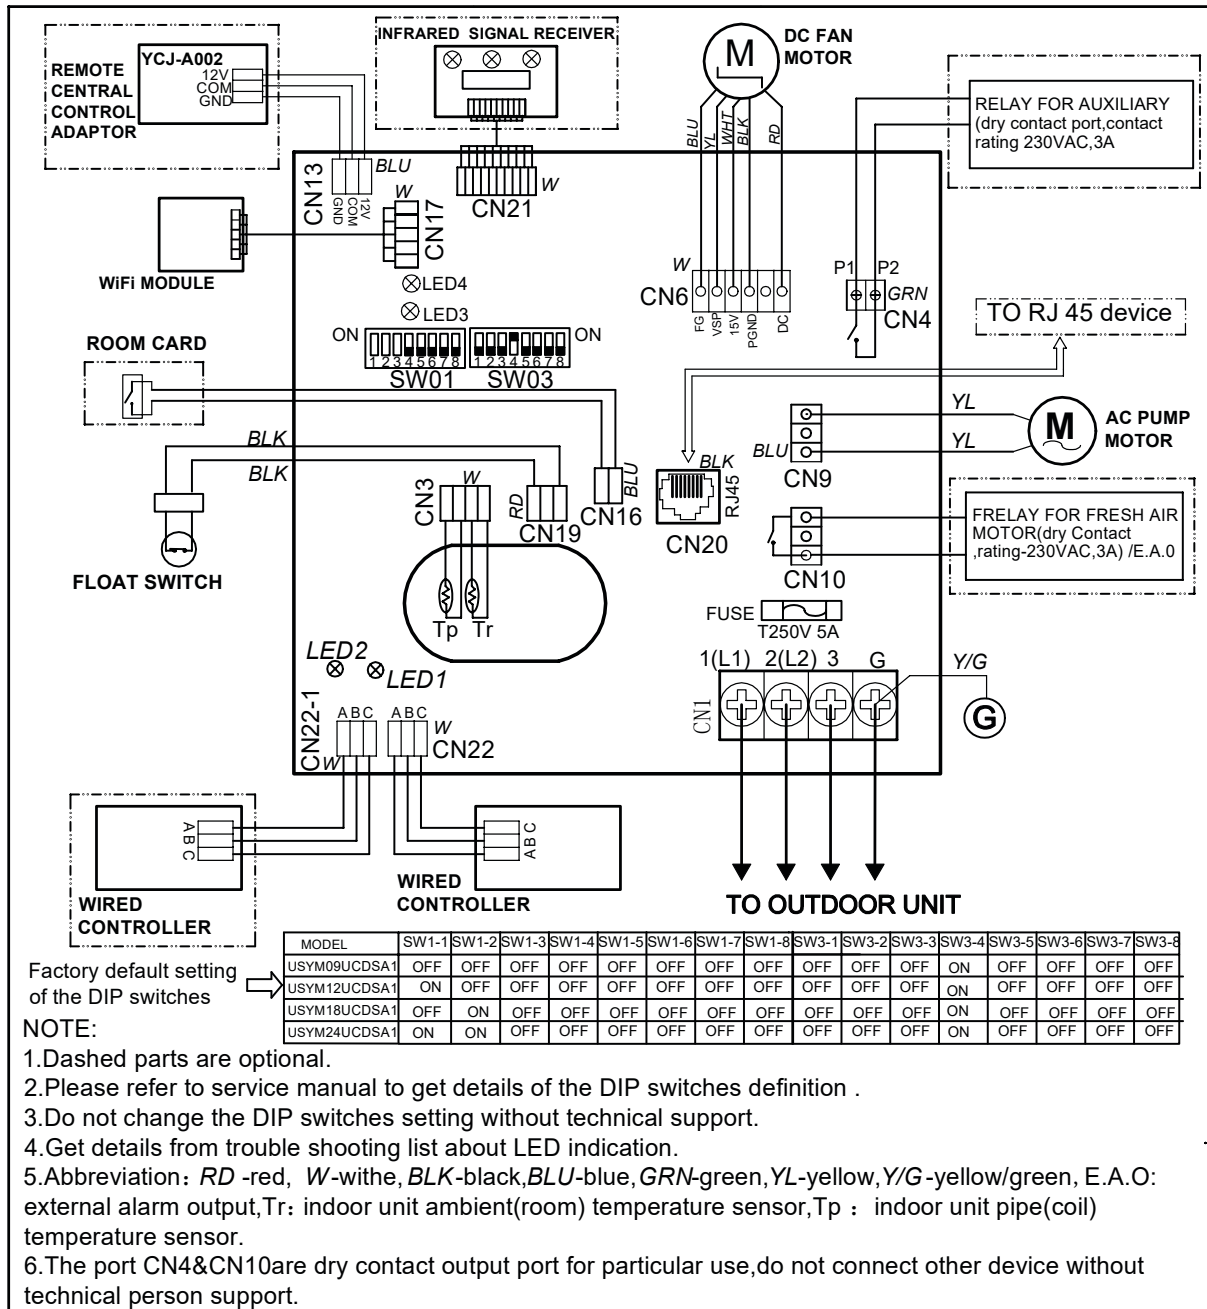 INFRARED SIGNAL RECEIVER
DC FAN
MOTOR
M
YCJ-A002
12V
COM
GND
REMOTE
CENTRAL
CONTROL
ADAPTOR
RELAY FOR AUXILIARY
(dry contact port,contact
rating 230VAC,3A
BLU
YL
WHT
BLK
RD
CN13
BLU
GND
COM
12V
W
CN17
CN21
W
WiFi MODULE
LED4
LED3
W
CN6
FG
VSP
15V
PGND
DC
P1 P2
GRN
CN4
TO RJ 45 device
ROOM CARD
ON
1 2 3 4 5 6 7 8
SW01
1 2 3 4 5 6 7 8
SW03
ON
YL
YL
M
AC PUMP
MOTOR
BLU
CN9
BLK
BLK
FLOAT SWITCH
CN3
W
RD
CN19
BLU
CN16
BLK
RJ45
CN20
CN10
FRELAY FOR FRESH AIR
MOTOR(dry Contact
,rating-230VAC,3A) /E.A.0
Tp Tr
FUSE
T250V 5A
LED2
LED1
1(L1) 2(L2) 3 G
Y/G
G
CN1
CN22-1
W
A B C
A B C
W
CN22
A B C
WIRED
CONTROLLER
A B C
WIRED
CONTROLLER
TO OUTDOOR UNIT
Factory default setting
of the DIP switches
MODEL SW1-1 SW1-2 SW1-3 SW1-4 SW1-5 SW1-6 SW1-7 SW1-8 SW3-1 SW3-2 SW3-3 SW3-4 SW3-5 SW3-6 SW3-7 SW3-8
USYM09UCDSA1 OFF OFF OFF OFF OFF OFF OFF OFF OFF OFF OFF ON OFF OFF OFF OFF
USYM12UCDSA1 ON OFF OFF OFF OFF OFF OFF OFF OFF OFF OFF ON OFF OFF OFF OFF
USYM18UCDSA1 OFF ON OFF OFF OFF OFF OFF OFF OFF OFF OFF ON OFF OFF OFF OFF
USYM24UCDSA1 ON ON OFF OFF OFF OFF OFF OFF OFF OFF OFF ON OFF OFF OFF OFF
NOTE:
1.Dashed parts are optional.
2.Please refer to service manual to get details of the DIP switches definition .
3.Do not change the DIP switches setting without technical support.
4.Get details from trouble shooting list about LED indication.
5.Abbreviation：RD -red, W-withe, BLK-black,BLU-blue,GRN-green,YL-yellow,Y/G-yellow/green, E.A.O:
external alarm output,Tr：indoor unit ambient(room) temperature sensor,Tp ：indoor unit pipe(coil)
temperature sensor.
6.The port CN4&CN10are dry contact output port for particular use,do not connect other device without
technical person support.